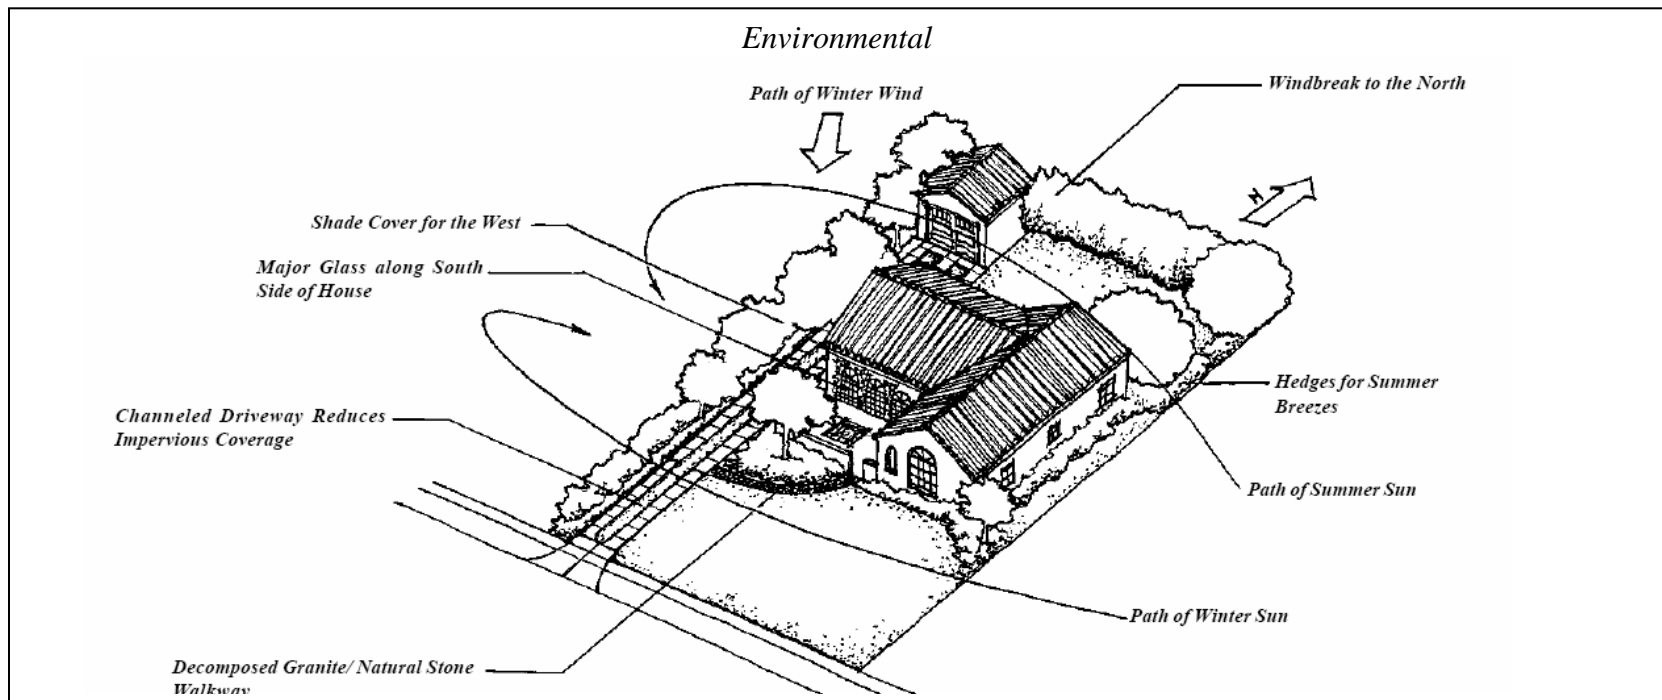 Environmental
Path of Winter Wind
Windbreak to the North
N
Shade Cover for the West
Major Glass along South
Side of House
Hedges for Summer
Breezes
Channeled Driveway Reduces
Impervious Coverage
Path of Summer Sun
Path of Winter Sun
Decomposed Granite/ Natural Stone
Walkway